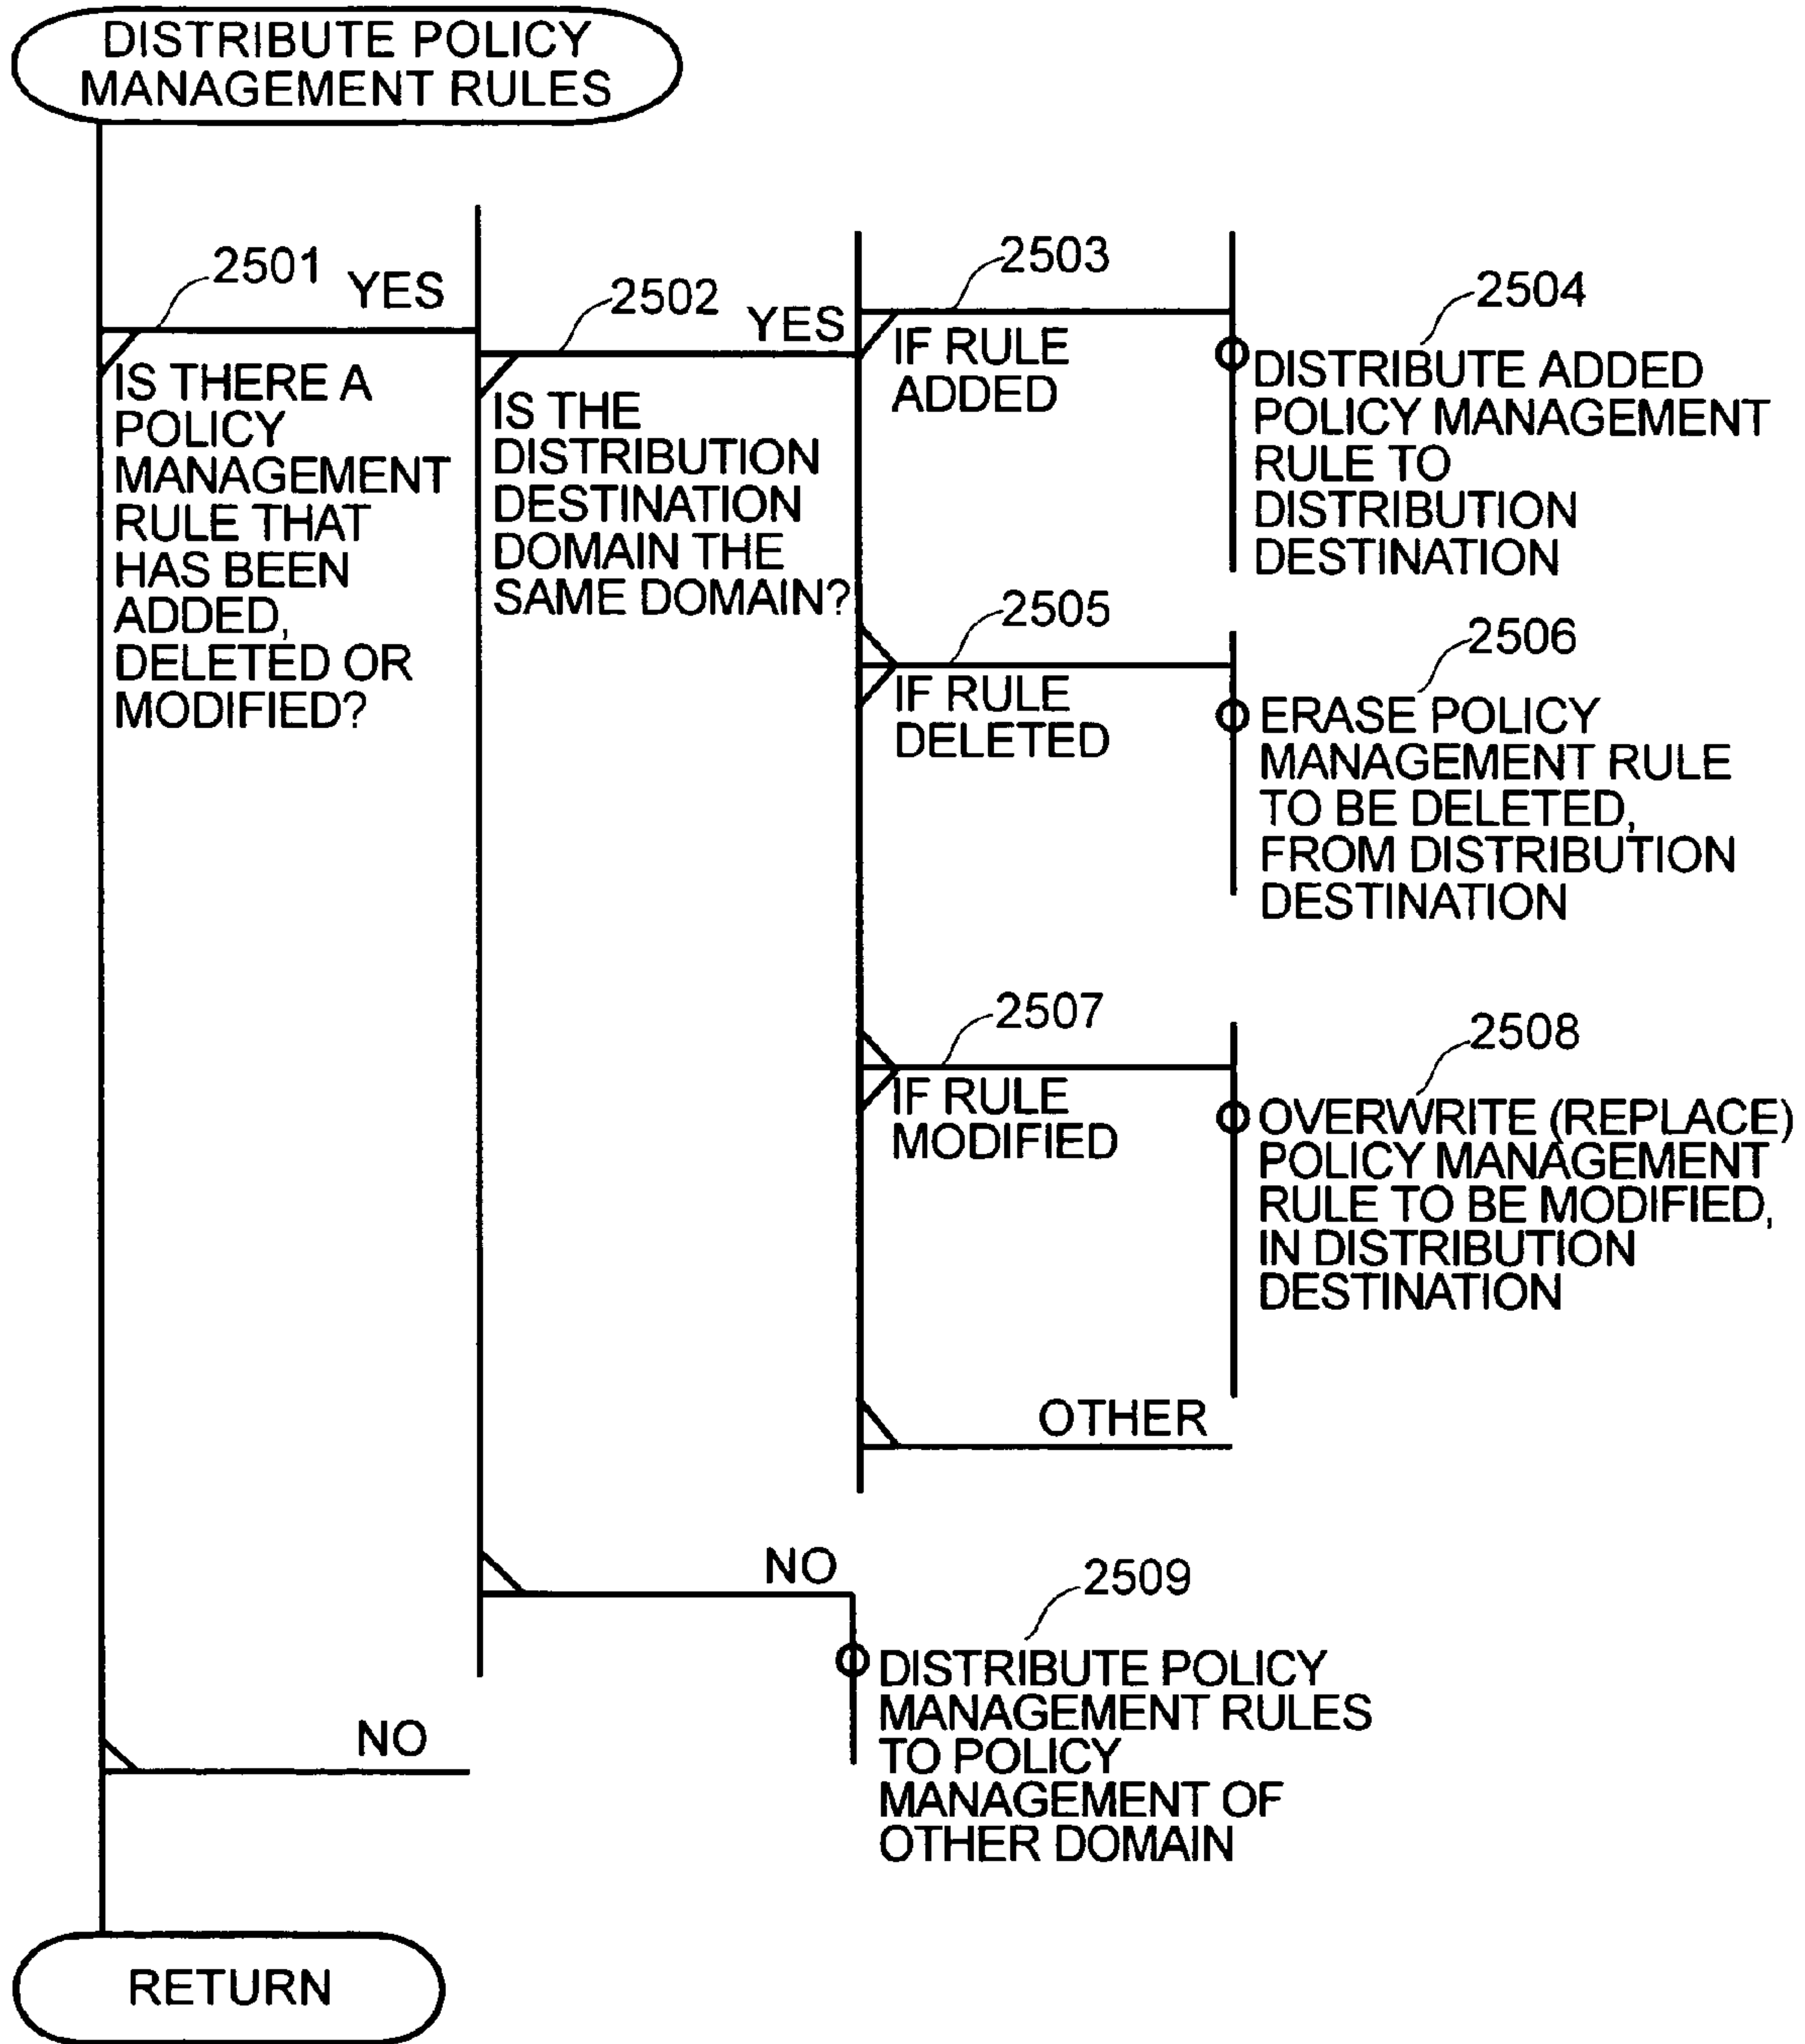 DISTRIBUTE POLICY
MANAGEMENT RULES
2501
YES
IS THERE A
POLICY
MANAGEMENT
RULE THAT
HAS BEEN
ADDED,
DELETED OR
MODIFIED?
2502
YES
IS THE
DISTRIBUTION
DESTINATION
DOMAIN THE
SAME DOMAIN?
2503
IF RULE
ADDED
2504
DISTRIBUTE ADDED
POLICY MANAGEMENT
RULE TO
DISTRIBUTION
DESTINATION
2505
IF RULE
DELETED
2506
ERASE POLICY
MANAGEMENT RULE
TO BE DELETED,
FROM DISTRIBUTION
DESTINATION
2507
IF RULE
MODIFIED
2508
OVERWRITE (REPLACE)
POLICY MANAGEMENT
RULE TO BE MODIFIED,
IN DISTRIBUTION
DESTINATION
OTHER
NO
2509
DISTRIBUTE POLICY
MANAGEMENT RULES
TO POLICY
MANAGEMENT OF
OTHER DOMAIN
NO
RETURN